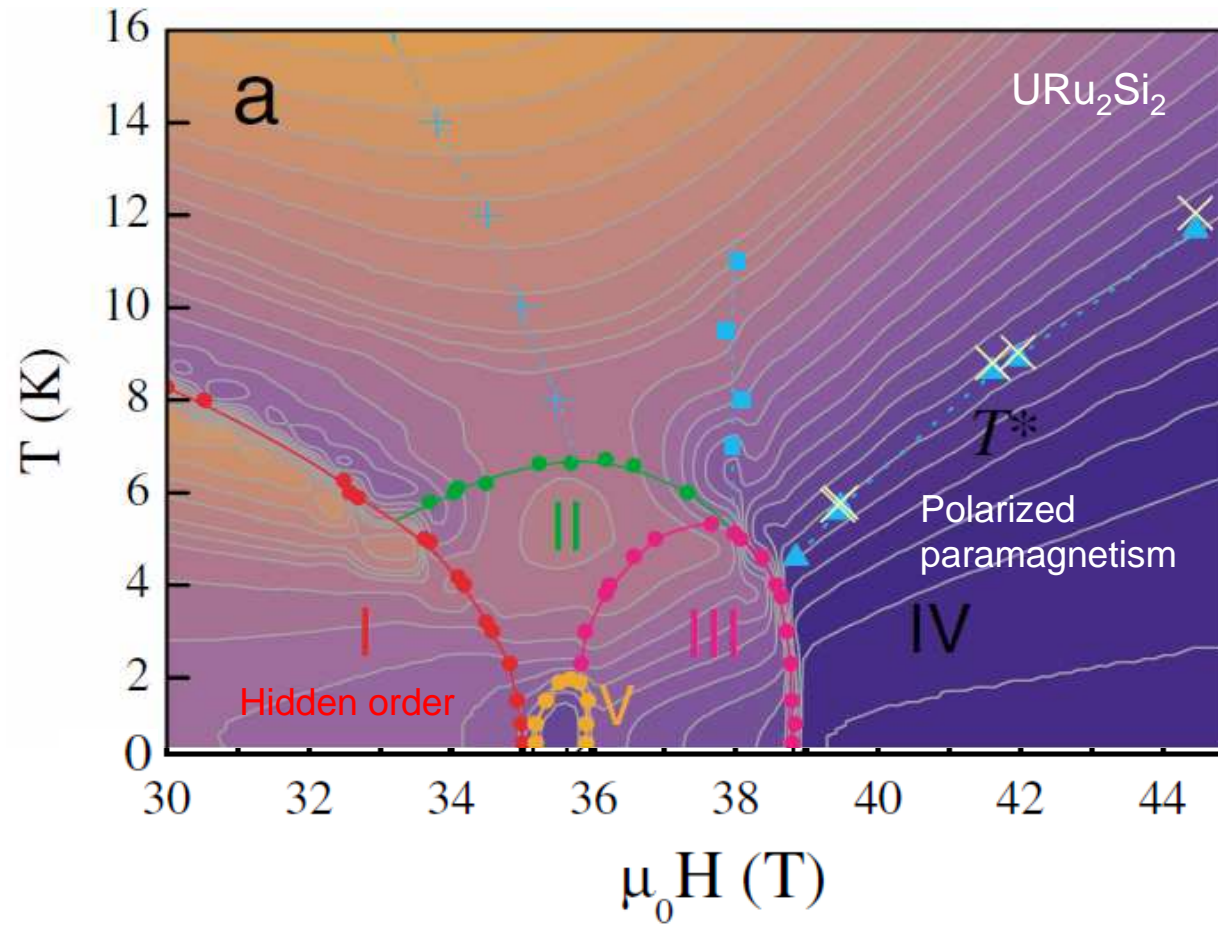 a
URu₂Si₂
T*
Polarized
paramagnetism
I
II
III
IV
V
Hidden order
T (K)
16
14
12
10
8
6
4
2
0
30 32 34 36 38 40 42 44
μ₀H (T)